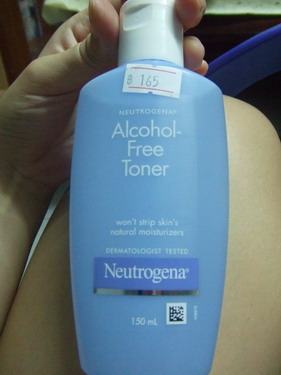 ฿ 165
NEUTROGENA®
Alcohol-
Free
Toner
won't strip skin's
natural moisturizers
DERMATOLOGIST TESTED
Neutrogena®
150 mL